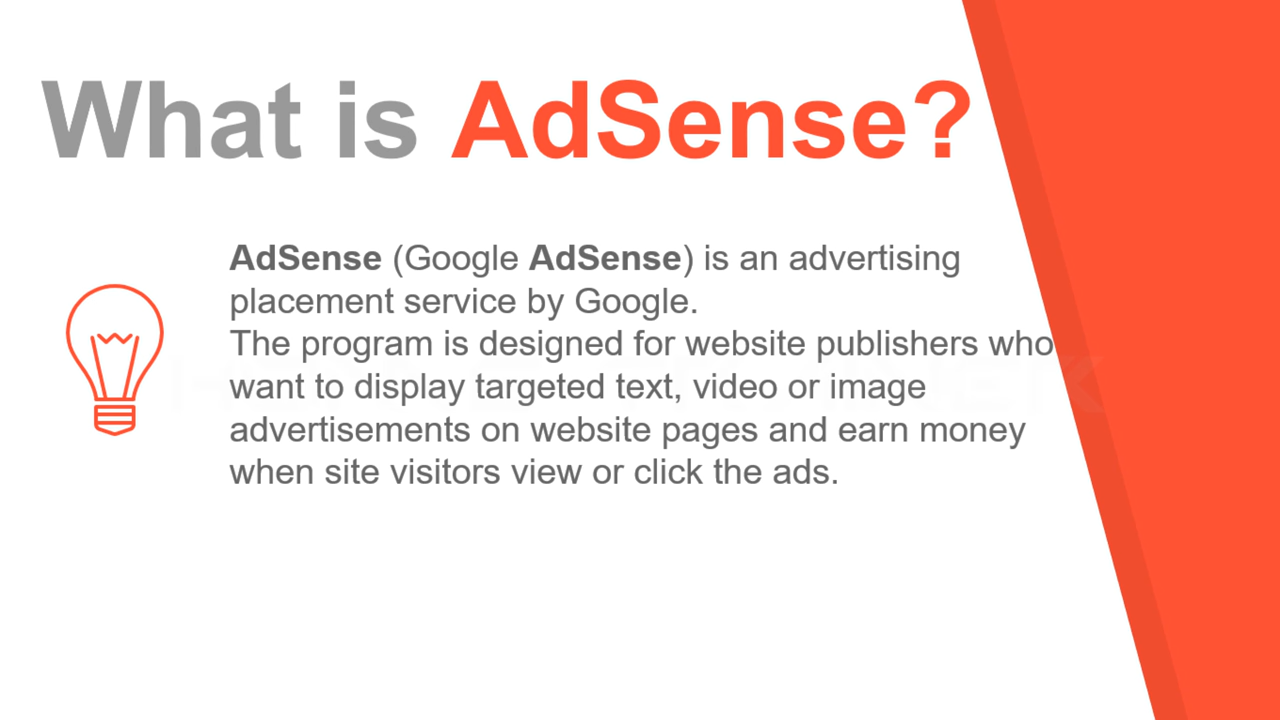 What is AdSense?
AdSense (Google AdSense) is an advertising
placement service by Google.
The program is designed for website publishers who
want to display targeted text, video or image
advertisements on website pages and earn money
when site visitors view or click the ads.